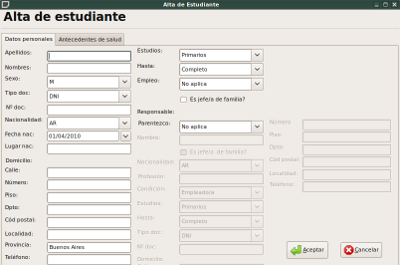 Alta de Estudiante
Alta de estudiante
Datos personales
Antecedentes de salud
Apellidos:
Nombres:
Sexo:
M
Tipo doc:
DNI
Nº doc:
Nacionalidad:
AR
Fecha nac:
01/04/2010
Lugar nac:
Domicilio:
Calle:
Número:
Piso:
Dpto:
Cód postal:
Localidad:
Provincia:
Buenos Aires
Teléfono:
Estudios:
Primarios
Hasta:
Completo
Empleo:
No aplica
Es jefe/a de familia?
Responsable:
Parentezco:
No aplica
Nombre:
Es jefe/a de familia?
Nacionalidad:
AR
Profesión:
Condición:
Empleado/a
Estudios:
Primarios
Hasta:
Completo
Tipo doc:
DNI
Nº doc:
Domicilio:
Número:
Piso:
Dpto:
Cód postal:
Localidad:
Teléfono:
Aceptar
Cancelar